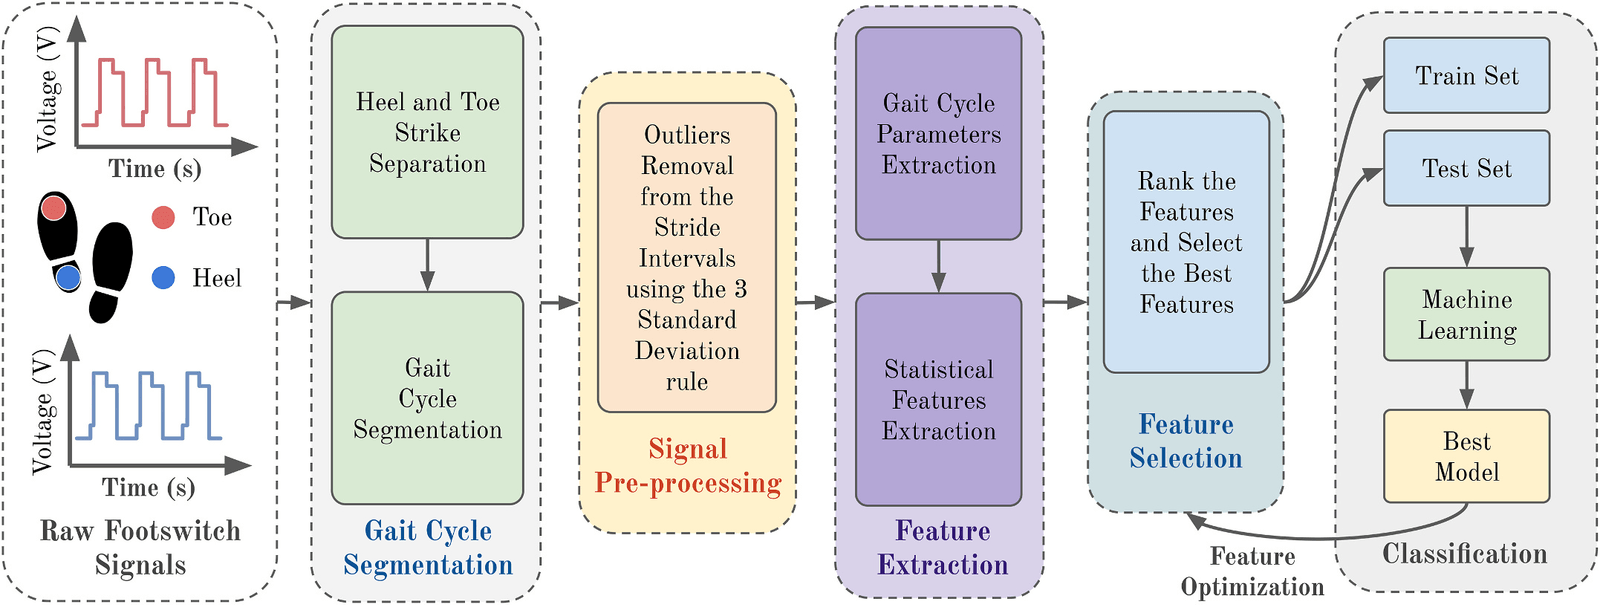 Voltage (V)
Time (s)
Toe
Heel
Voltage (V)
Time (s)
Raw Footswitch
Signals
Heel and Toe
Strike
Separation
Gait
Cycle
Segmentation
Gait Cycle
Segmentation
Outliers
Removal
from the
Stride
Intervals
using the 3
Standard
Deviation
rule
Signal
Pre-processing
Gait Cycle
Parameters
Extraction
Statistical
Features
Extraction
Feature
Extraction
Rank the
Features
and Select
the Best
Features
Feature
Selection
Train Set
Test Set
Machine
Learning
Best
Model
Classification
Feature
Optimization